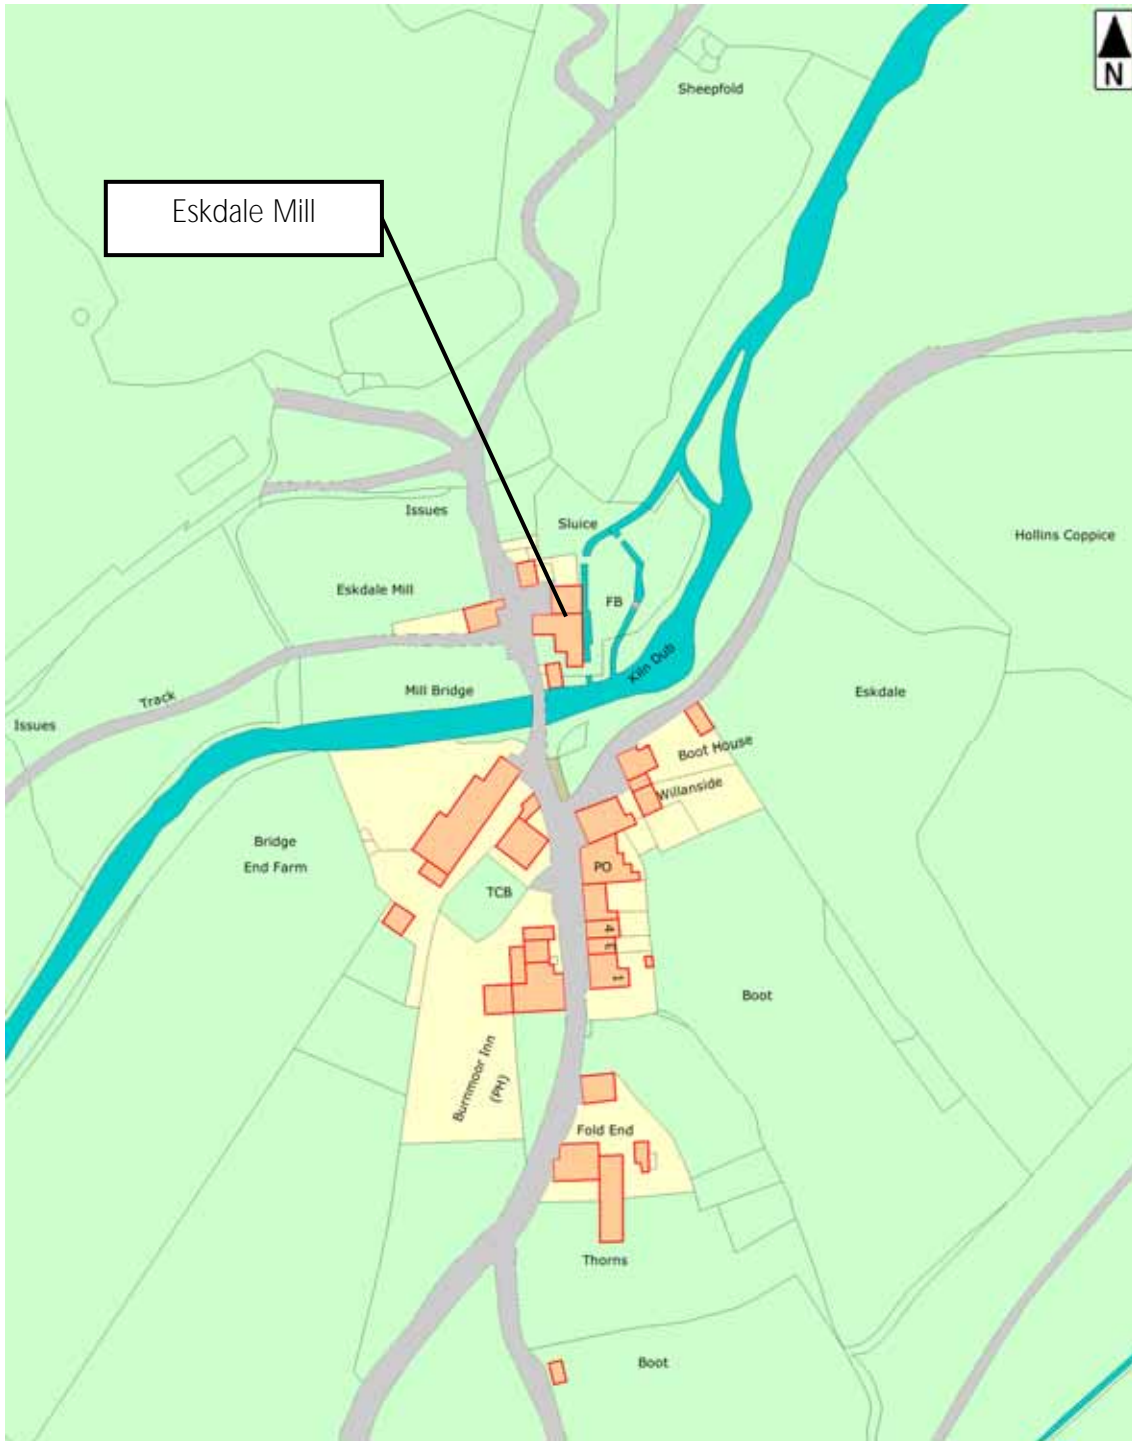 N
Sheepfold
Eskdale Mill
Issues
Sluice
Hollins Coppice
Eskdale Mill
FB
Kiln Dub
Mill Bridge
Track
Issues
Eskdale
Boot House
Willanside
Bridge
End Farm
PO
TCB
4
3
1
Boot
Burnmoor Inn
(PH)
Fold End
Thorns
Boot